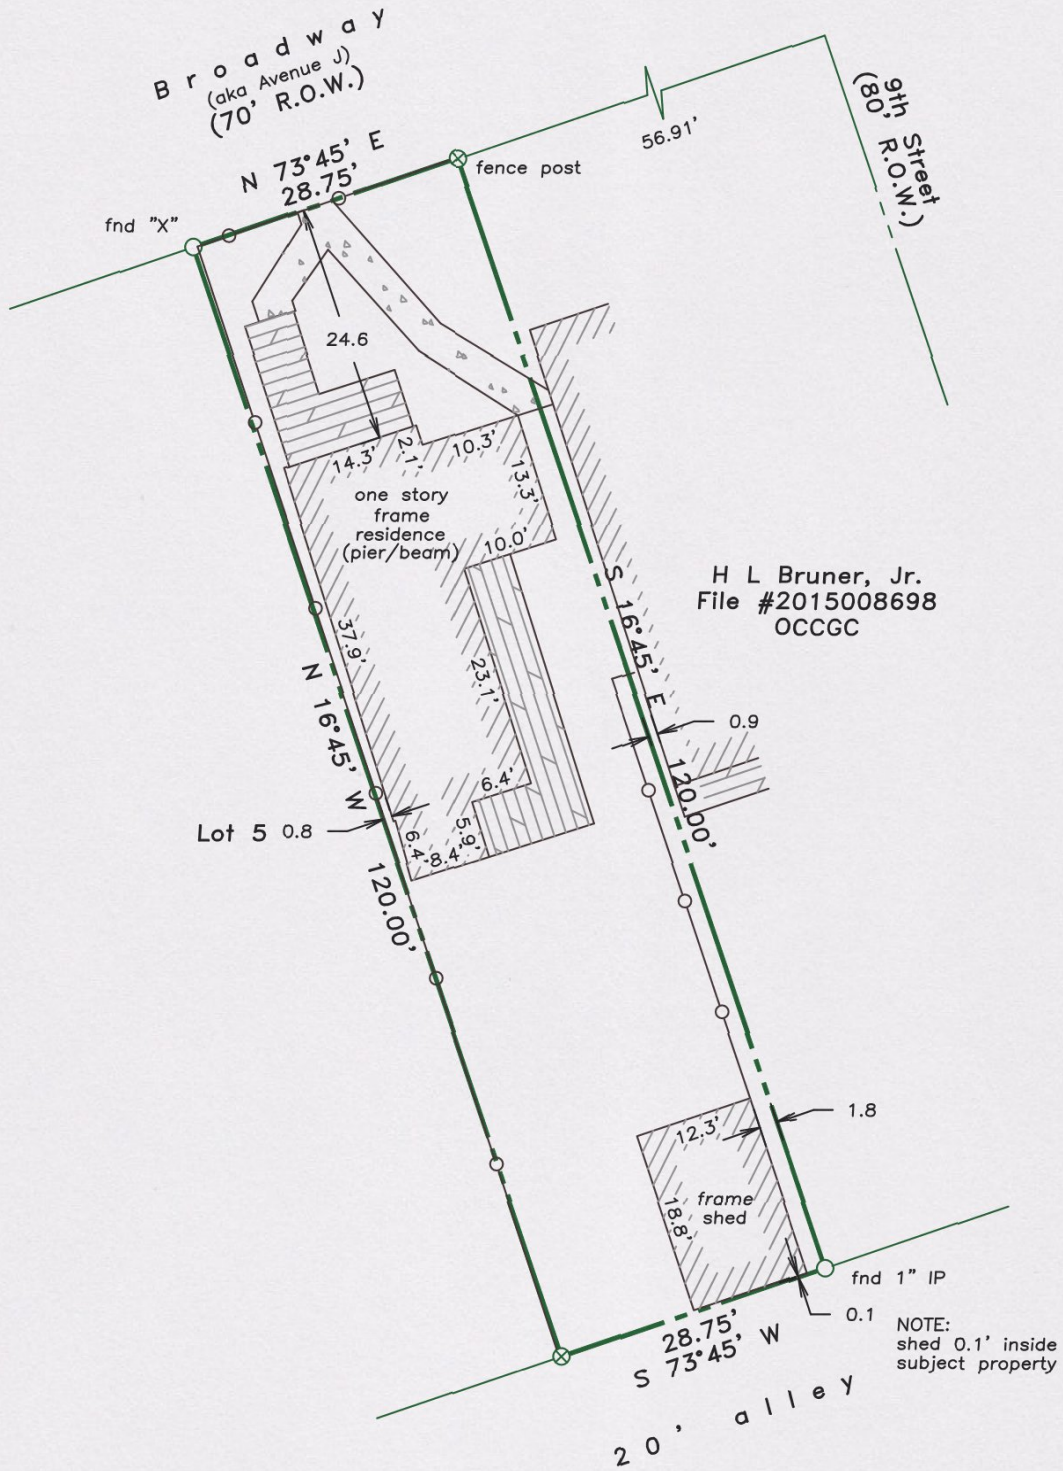 Broadway
(aka Avenue J)
(70' R.O.W.)
N 73°45' E
28.75'
fnd "X"
fence post
56.91'
9th Street
(80' R.O.W.)
24.6
14.3'
2.1'
10.3'
13.3'
one story
frame
residence
(pier/beam)
10.0'
H L Bruner, Jr.
File #2015008698
OCCGC
37.9'
23.1'
S 16°45' E
120.00'
0.9
N 16°45' W
120.00'
Lot 5
0.8
6.4'
5.9'
6.4'
8.4'
1.8
12.3'
18.8'
frame
shed
fnd 1" IP
0.1
NOTE:
shed 0.1' inside
subject property
28.75'
S 73°45' W
20' alley